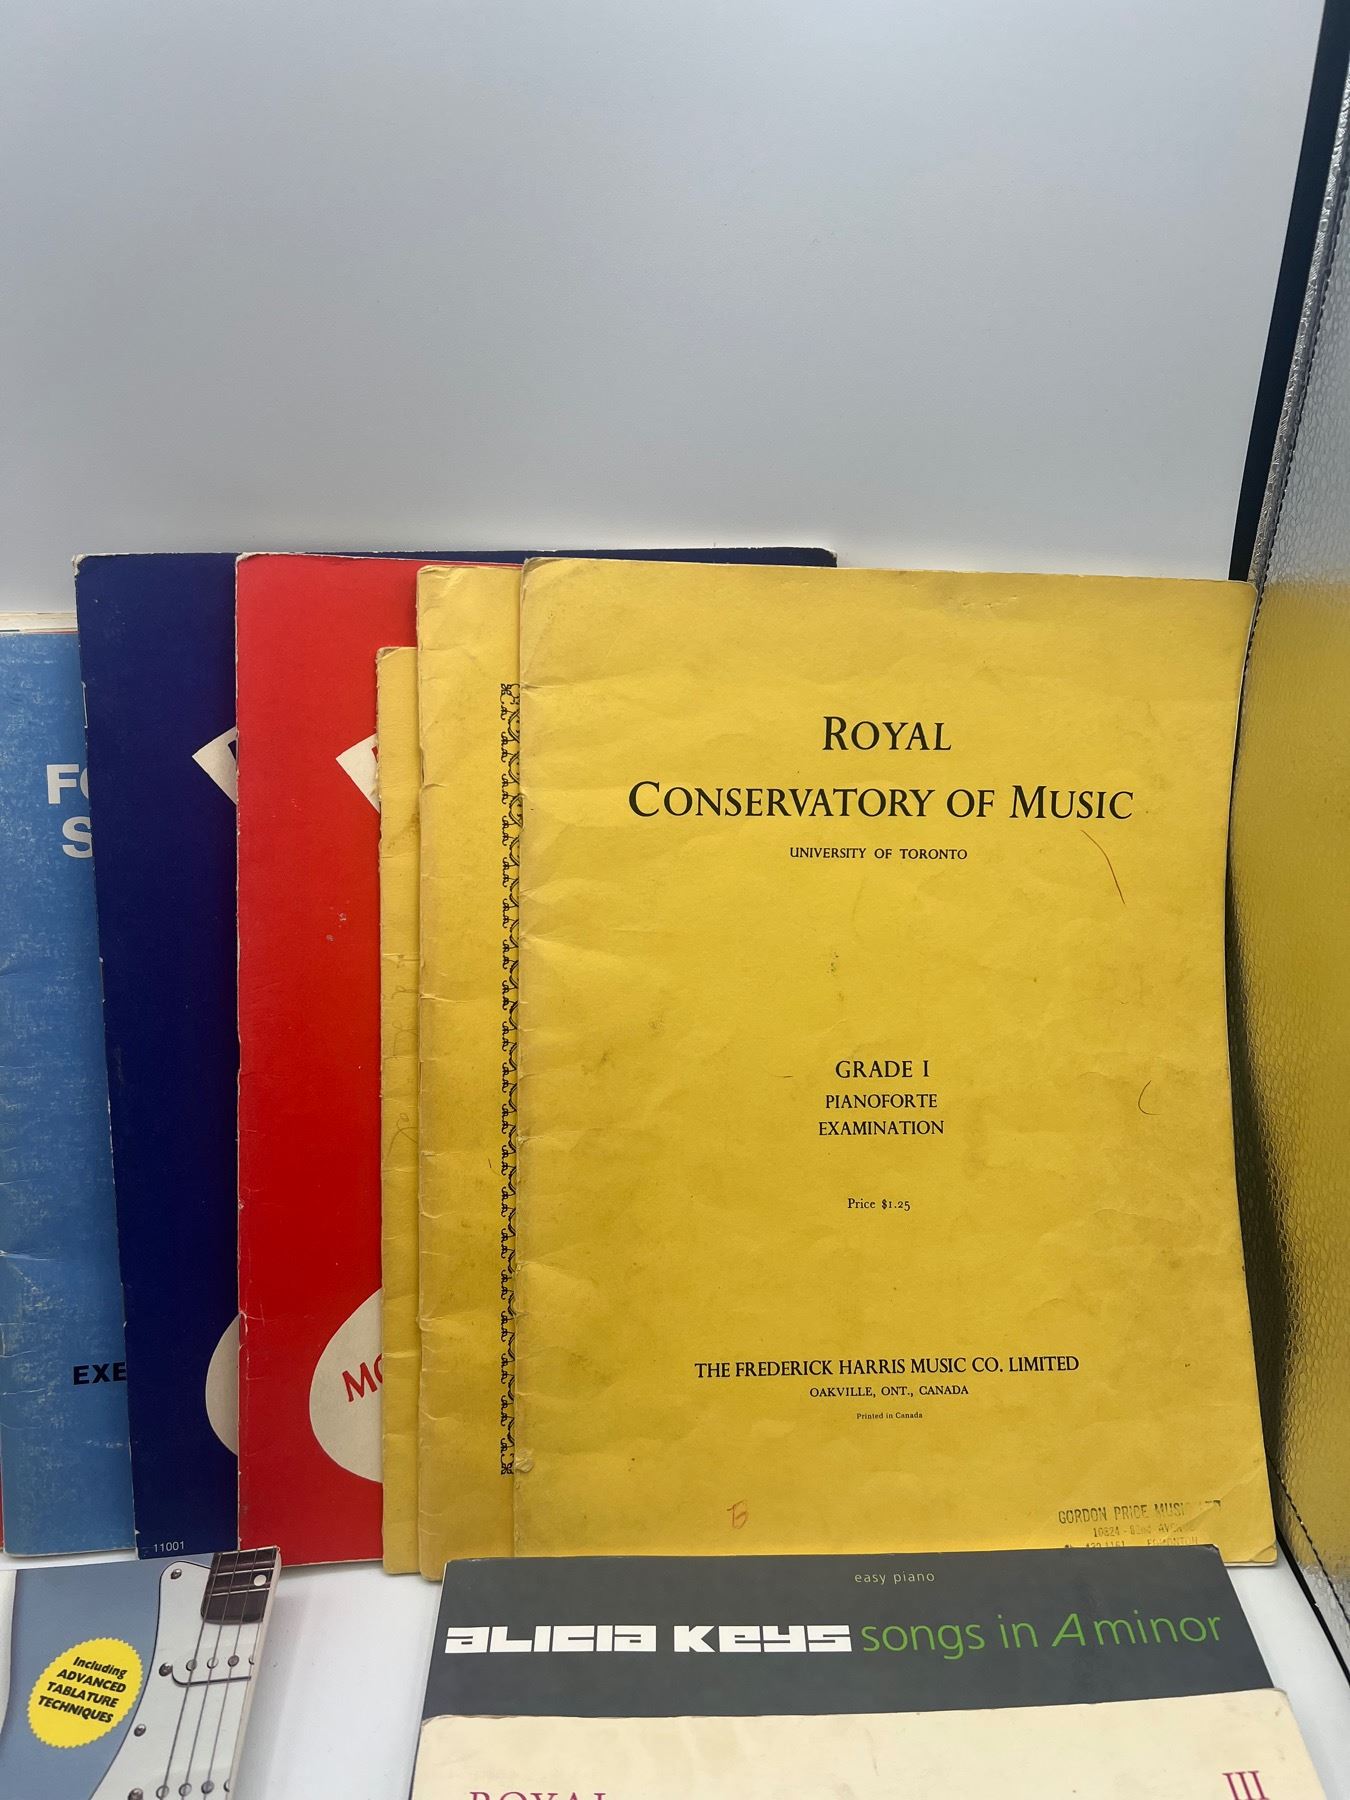 ROYAL
CONSERVATORY OF MUSIC
UNIVERSITY OF TORONTO
GRADE I
PIANOFORTE
EXAMINATION
Price $1.25
THE FREDERICK HARRIS MUSIC CO. LIMITED
OAKVILLE, ONT., CANADA
Printed in Canada
GORDON PRICE MUSIC
EXE
11001
Including
ADVANCED
TABLATURE
TECHNIQUES
easy piano
aLICIa Keys songs in A minor
ROYAL
III